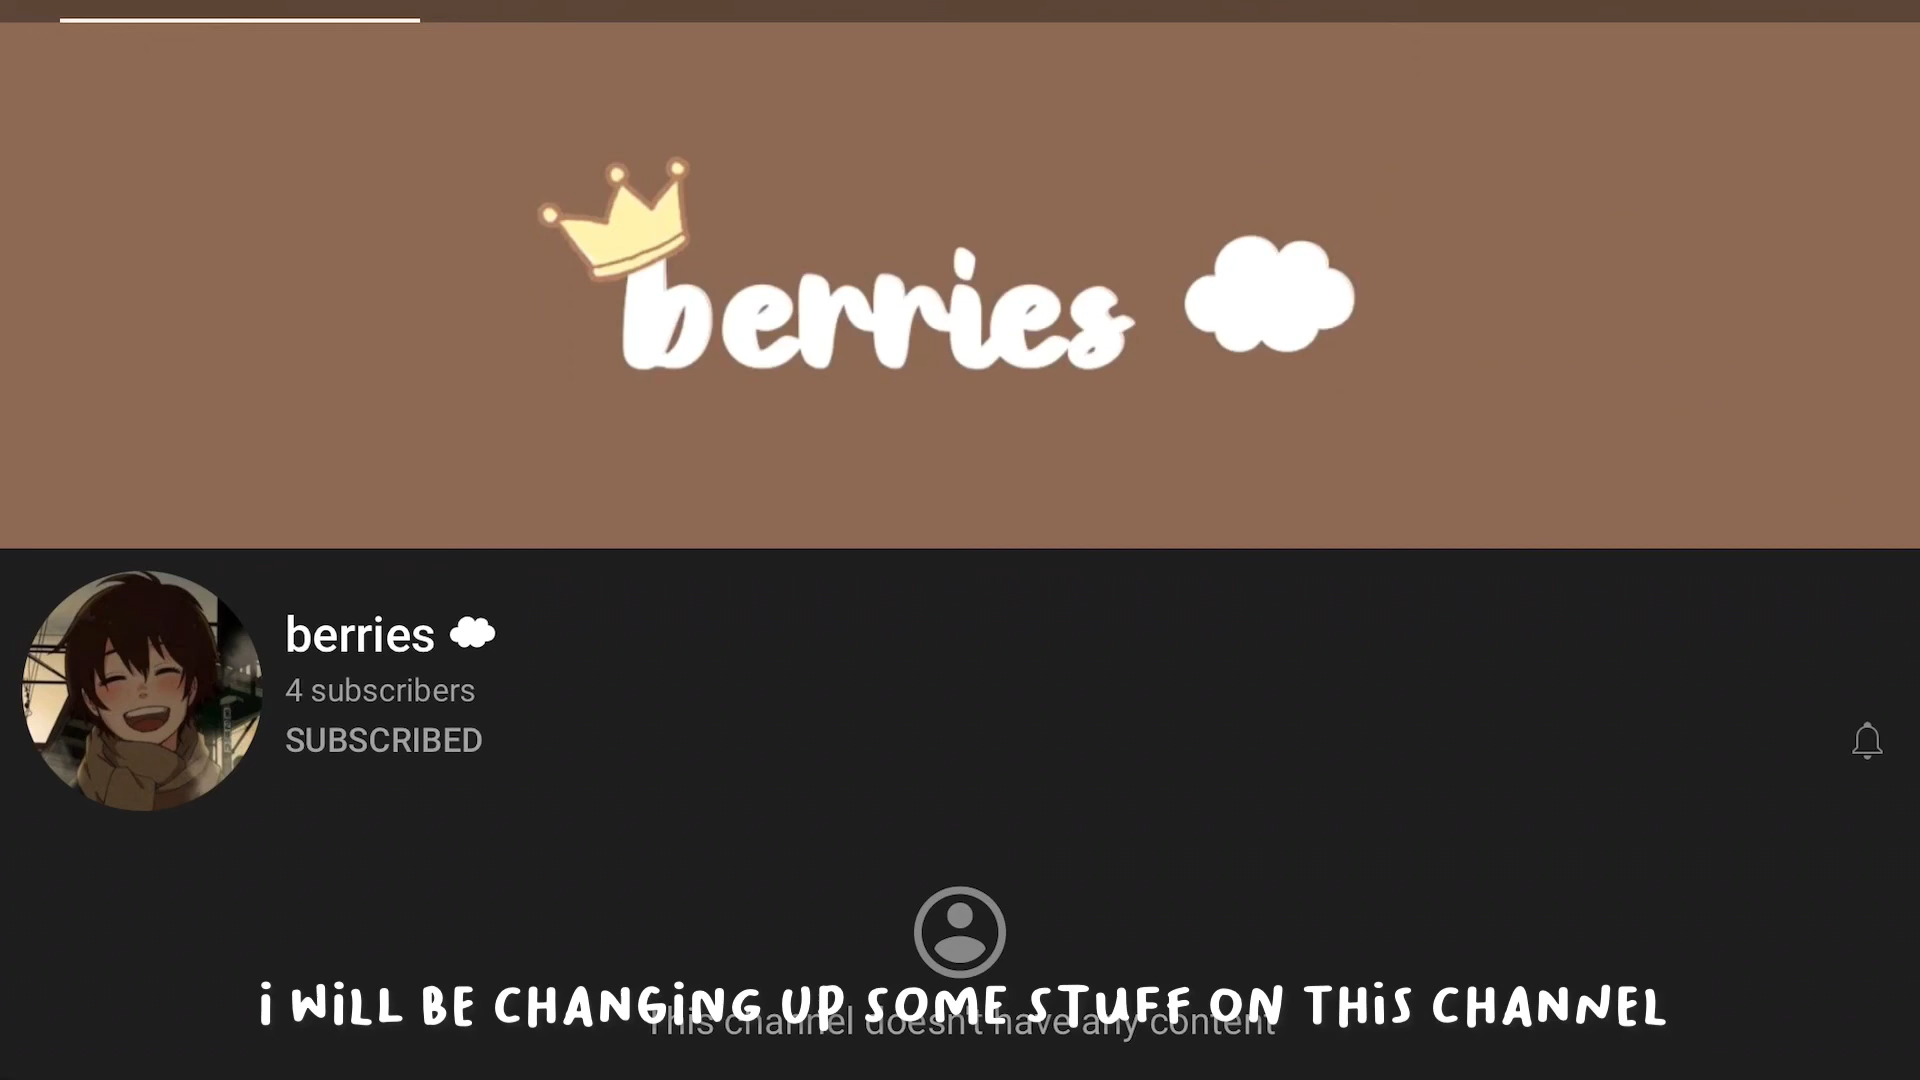 berries
berries
4 subscribers
SUBSCRIBED
i WiLL BE CHANGiNG UP SOME STUFF ON THiS CHANNEL
This channel doesn't have any content